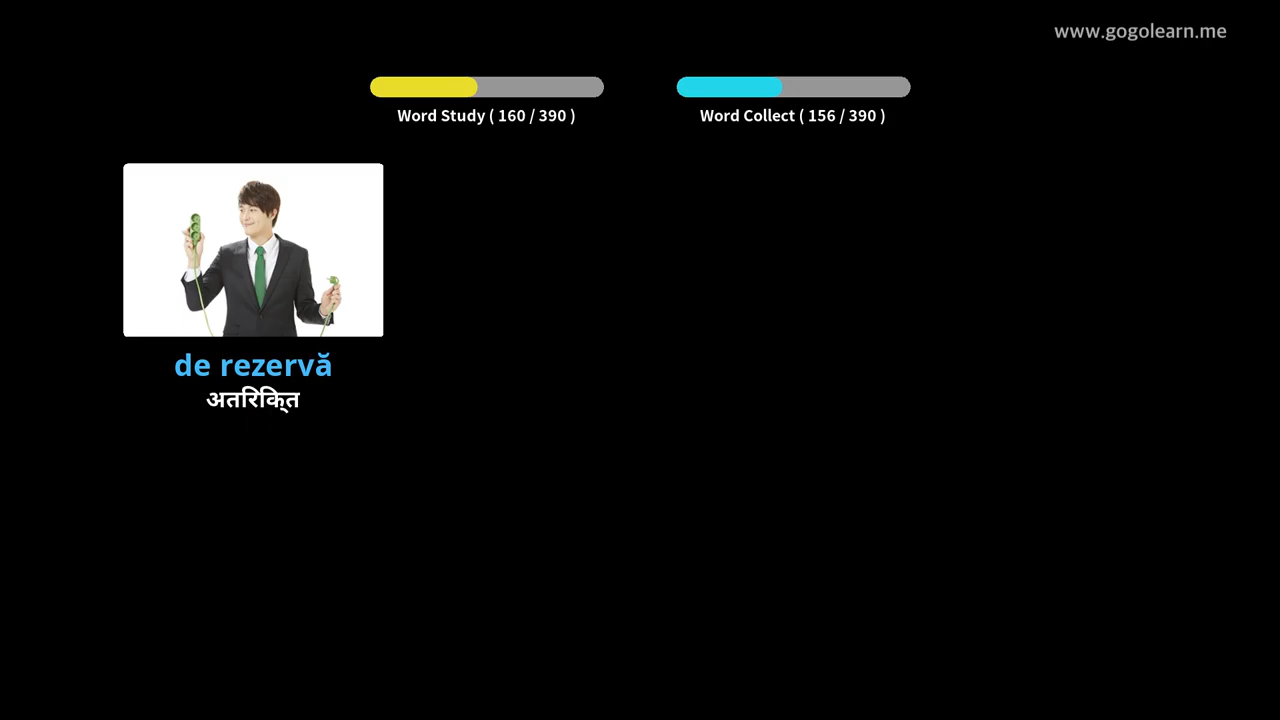 www.gogolearn.me
Word Study ( 160 / 390 )
Word Collect ( 156 / 390 )
de rezervă
अतिरिक्त